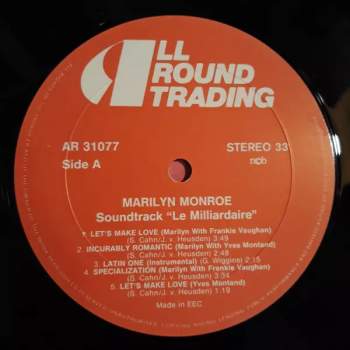 ALL
ROUND
TRADING
AR 31077
STEREO 33
Side A
ncb
MARILYN MONROE
Soundtrack "Le Milliardaire"
1. LET'S MAKE LOVE (Marilyn With Frankie Vaughan)
S. Cahn/J. v. Heusden) 3:49
2. INCURABLY ROMANTIC (Marilyn With Yves Montand)
(S. Cahn/J. v. Heusden) 2:48
3. LATIN ONE (Instrumental) (G. Wiggins) 2:15
4. SPECIALIZATION (Marilyn With Frankie Vaughan)
(S. Cahn/J. v. Heusden) 3:34
5. LET'S MAKE LOVE (Yves Montand)
(S. Cahn/J. v. Heusden) 1:19
Made in EEC